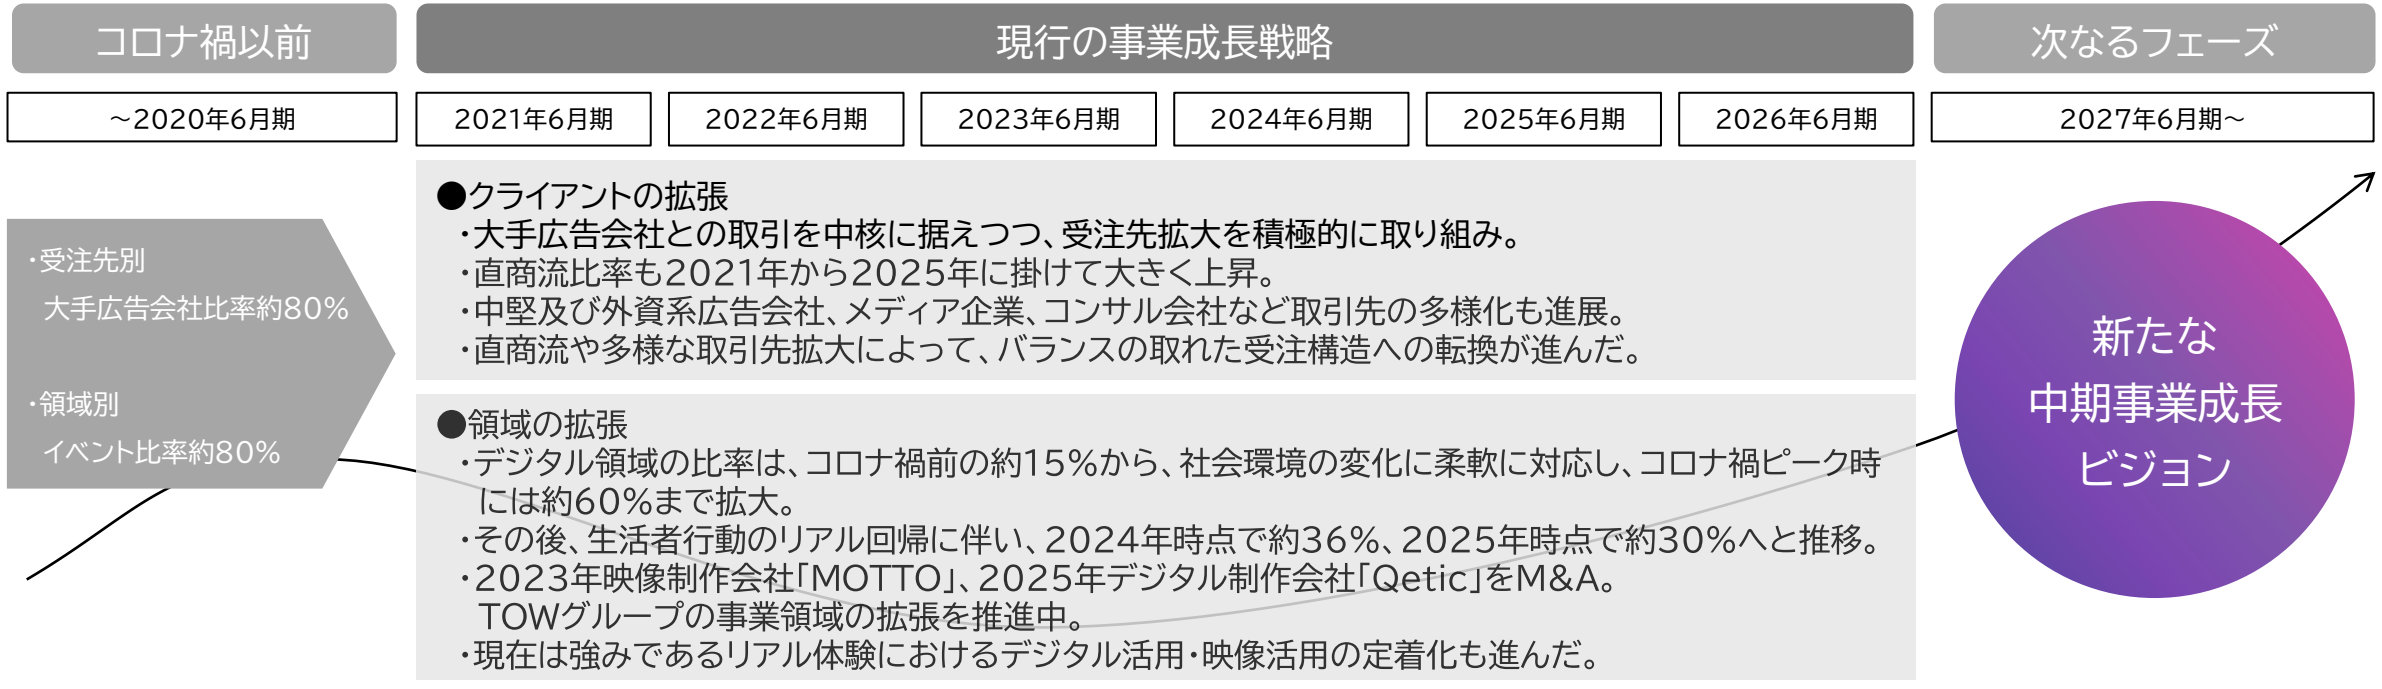 コロナ禍以前
現行の事業成長戦略
次なるフェーズ
～2020年6月期
2021年6月期
2022年6月期
2023年6月期
2024年6月期
2025年6月期
2026年6月期
2027年6月期～
・受注先別
大手広告会社比率約80%
・領域別
イベント比率約80%
●クライアントの拡張
・大手広告会社との取引を中核に据えつつ、受注先拡大を積極的に取り組み。
・直商流比率も2021年から2025年に掛けて大きく上昇。
・中堅及び外資系広告会社、メディア企業、コンサル会社など取引先の多様化も進展。
・直商流や多様な取引先拡大によって、バランスの取れた受注構造への転換が進んだ。
●領域の拡張
・デジタル領域の比率は、コロナ禍前の約15%から、社会環境の変化に柔軟に対応し、コロナ禍ピーク時
には約60%まで拡大。
・その後、生活者行動のリアル回帰に伴い、2024年時点で約36%、2025年時点で約30%へと推移。
・2023年映像制作会社「MOTTO」、2025年デジタル制作会社「Qetic」をM&A。
TOWグループの事業領域の拡張を推進中。
・現在は強みであるリアル体験におけるデジタル活用・映像活用の定着化も進んだ。
新たな
中期事業成長
ビジョン